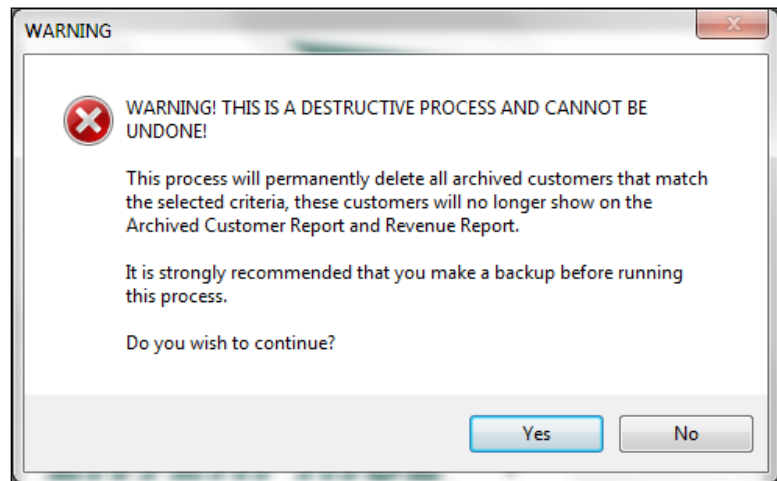 WARNING
WARNING! THIS IS A DESTRUCTIVE PROCESS AND CANNOT BE
UNDONE!
This process will permanently delete all archived customers that match
the selected criteria, these customers will no longer show on the
Archived Customer Report and Revenue Report.
It is strongly recommended that you make a backup before running
this process.
Do you wish to continue?
Yes
No